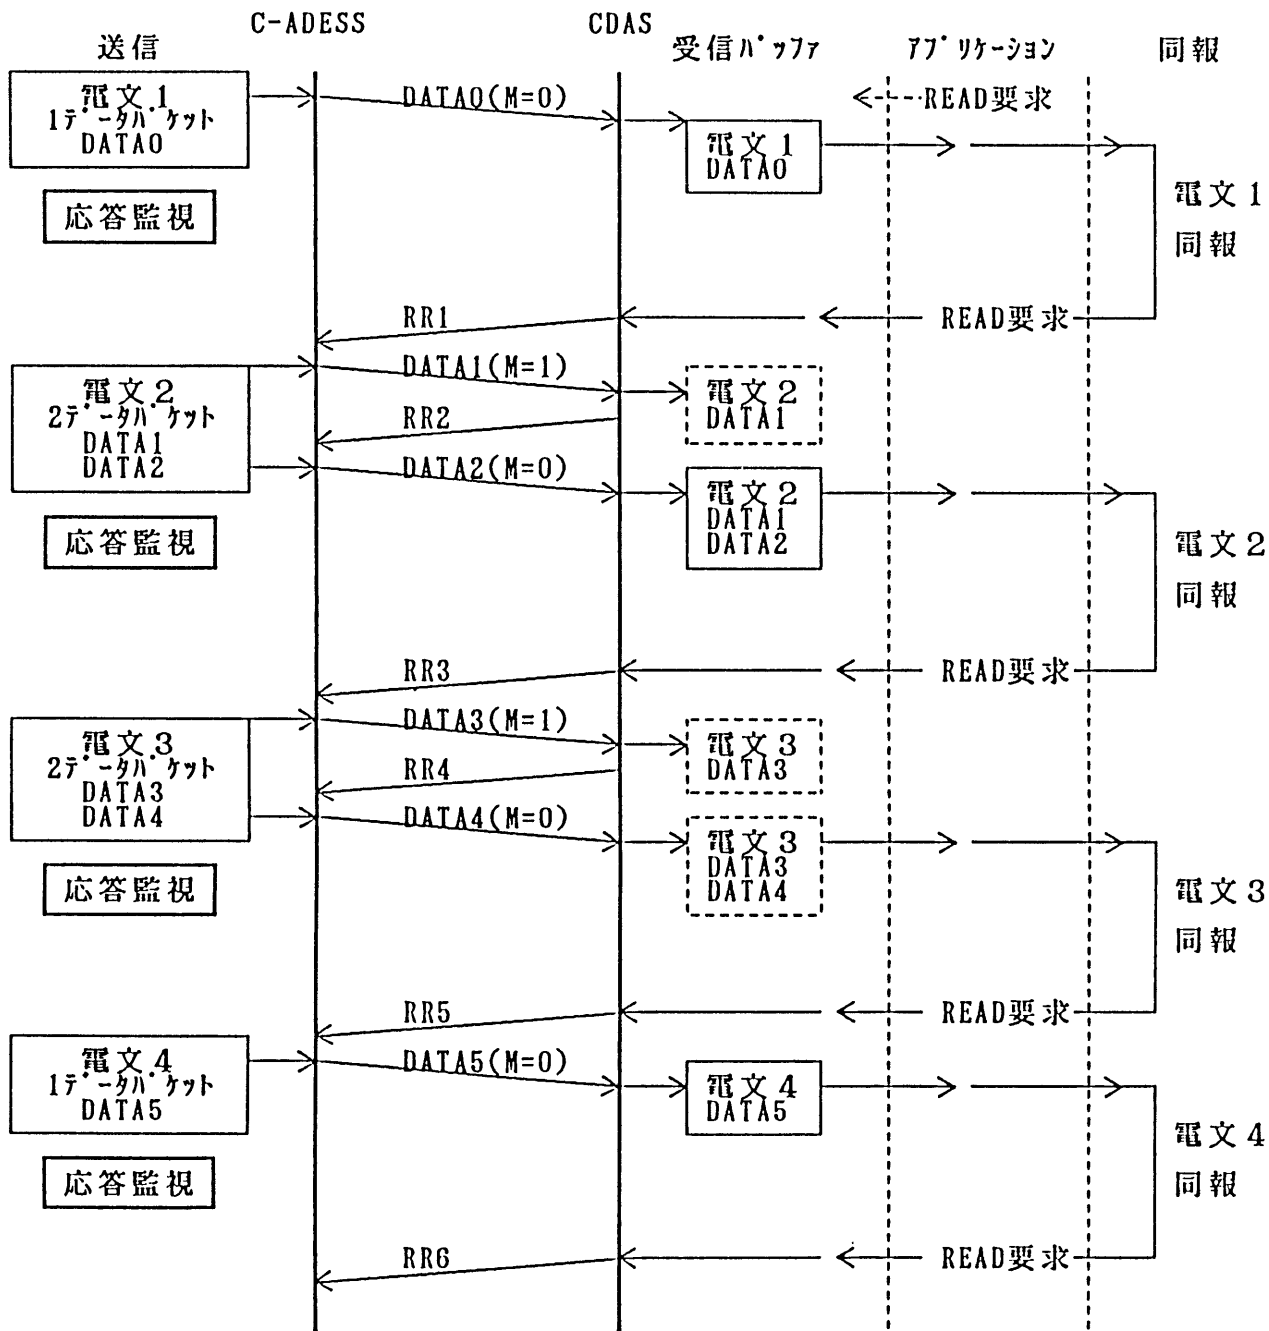 C-ADESS
CDAS
送信
受信バッファ
アプリケーション
同報
電文1
1データパケット
DATA0
DATA0(M=0)
READ要求
電文1
DATA0
電文1
同報
応答監視
RR1
READ要求
電文2
2データパケット
DATA1
DATA2
DATA1(M=1)
電文2
DATA1
RR2
DATA2(M=0)
電文2
DATA1
DATA2
電文2
同報
応答監視
RR3
READ要求
電文3
2データパケット
DATA3
DATA4
DATA3(M=1)
電文3
DATA3
RR4
DATA4(M=0)
電文3
DATA3
DATA4
電文3
同報
応答監視
RR5
READ要求
電文4
1データパケット
DATA5
DATA5(M=0)
電文4
DATA5
電文4
同報
応答監視
RR6
READ要求